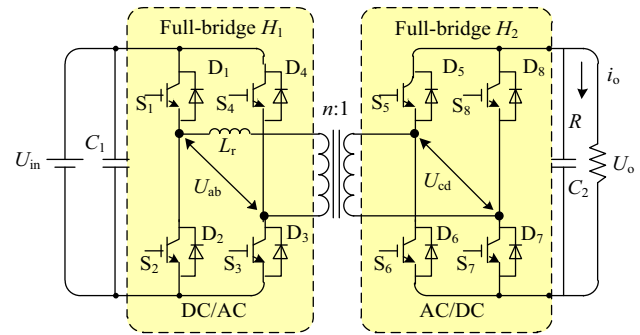 Full-bridge H1
Full-bridge H2
D1
D4
D5
D8
S1
S4
S5
S8
n:1
io
C1
Lr
R
Uin
Uab
Ucd
Uo
C2
D2
D3
D6
D7
S2
S3
S6
S7
DC/AC
AC/DC